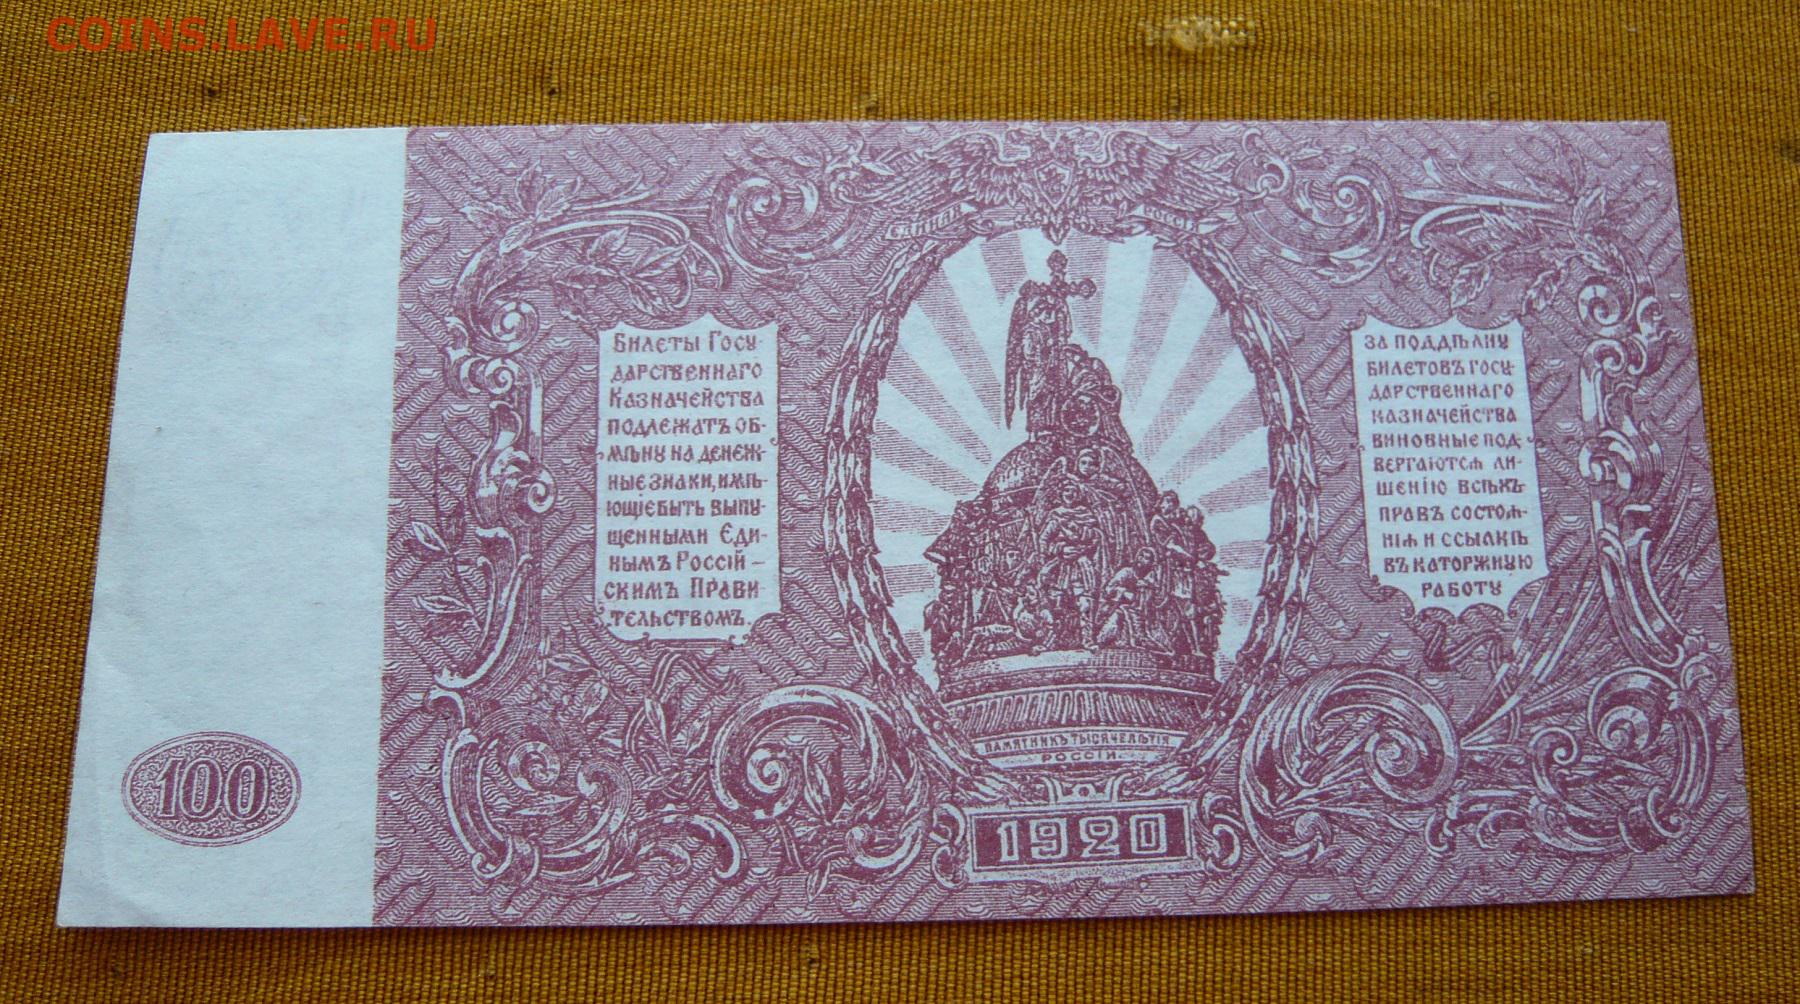 COINS.LAVE.RU
ЕДИНАЯ РОССІЯ
Билеты Госу-
дарственнаго
Казначейства
подлежатъ об-
мѣну на денеж-
ные знаки, имѣ-
ющіе быть выпу-
щенными Еди-
нымъ Россій-
скимъ Прави-
тельствомъ.
За поддѣлку
билетовъ Госу-
дарственнаго
казначейства
виновные под-
вергаются ли-
шенію всѣхъ
правъ состоя-
нія и ссылкѣ
въ каторжную
работу
ПАМЯТНИКЪ ТЫСЯЧЕЛѢТІЯ
РОССІИ.
100
1920